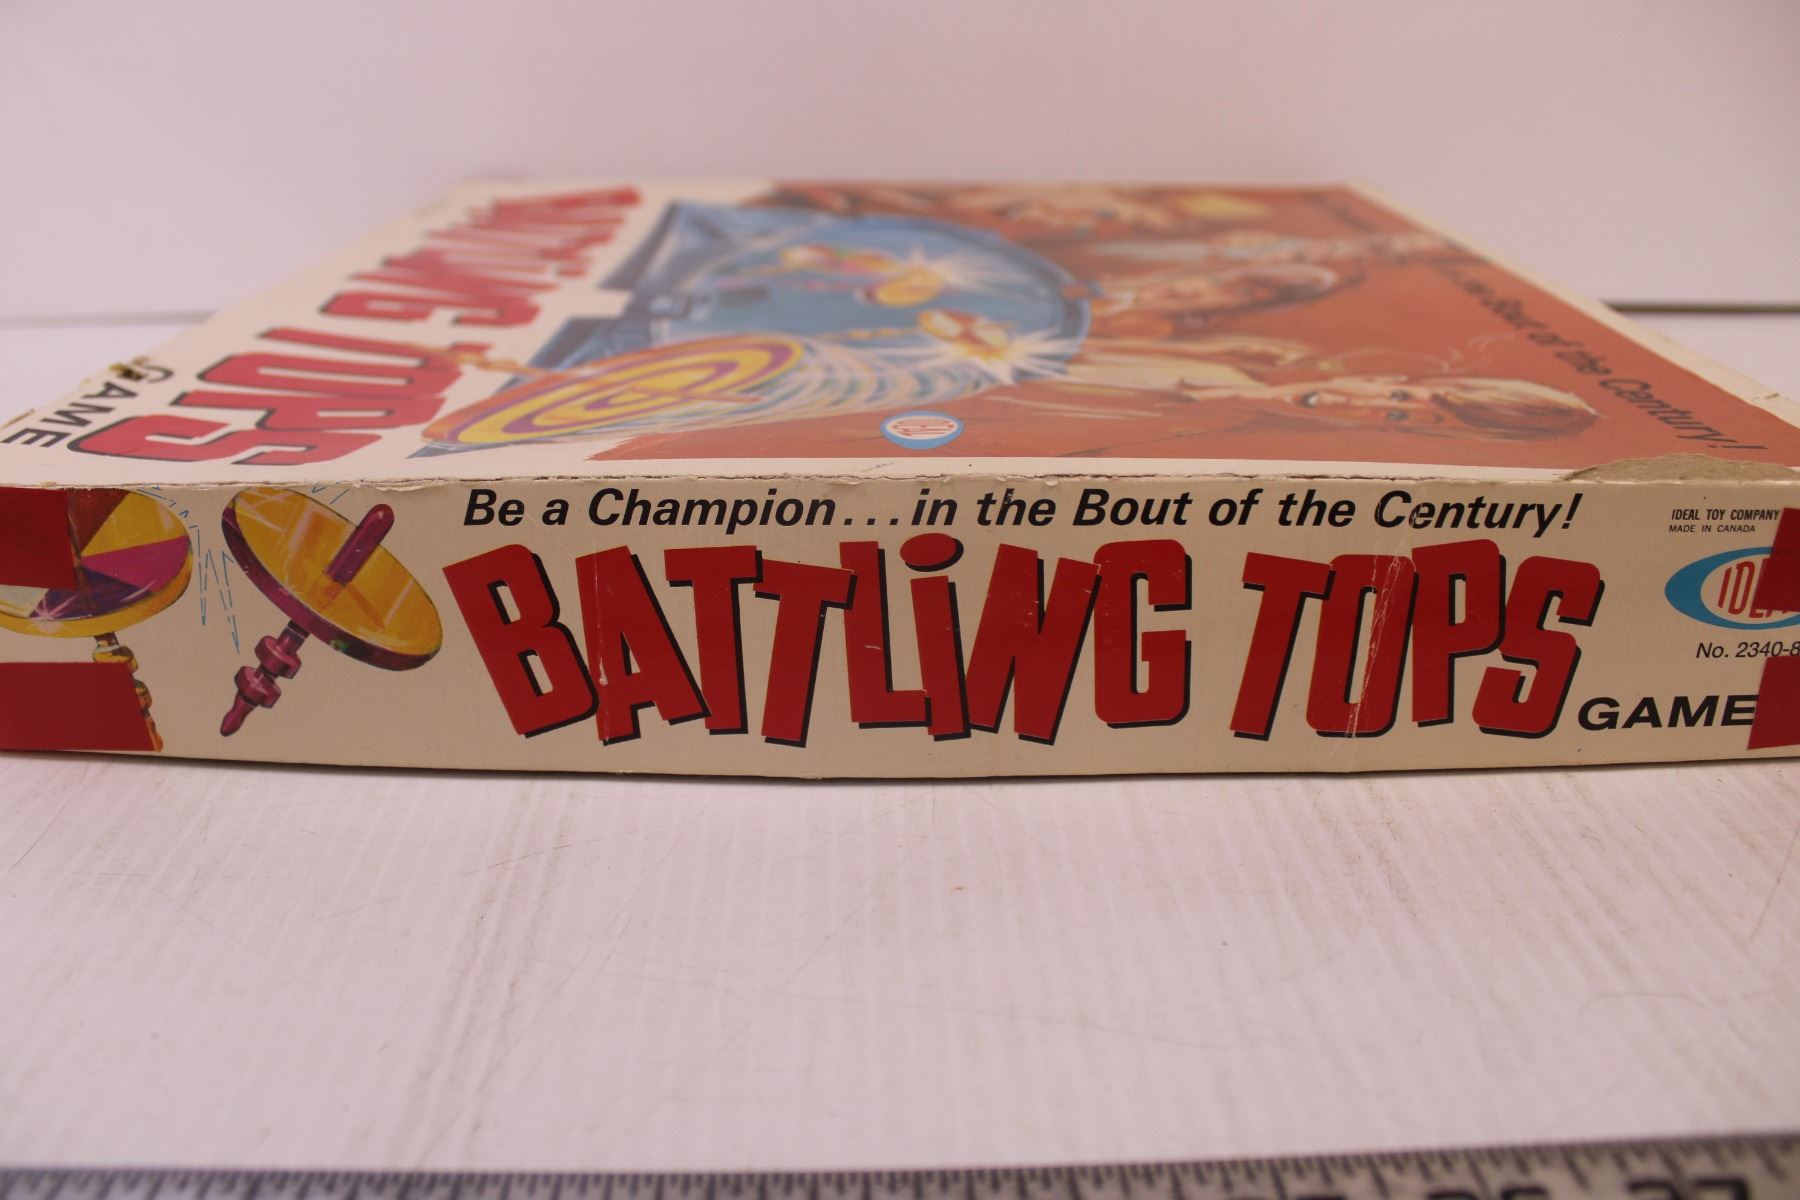 BATTLING TOPS
GAME
in the Bout of the Century!
IDEAL
Be a Champion...in the Bout of the Century!
BATTLiNG TOPS
GAME
IDEAL TOY COMPANY
MADE IN CANADA
No. 2340-8